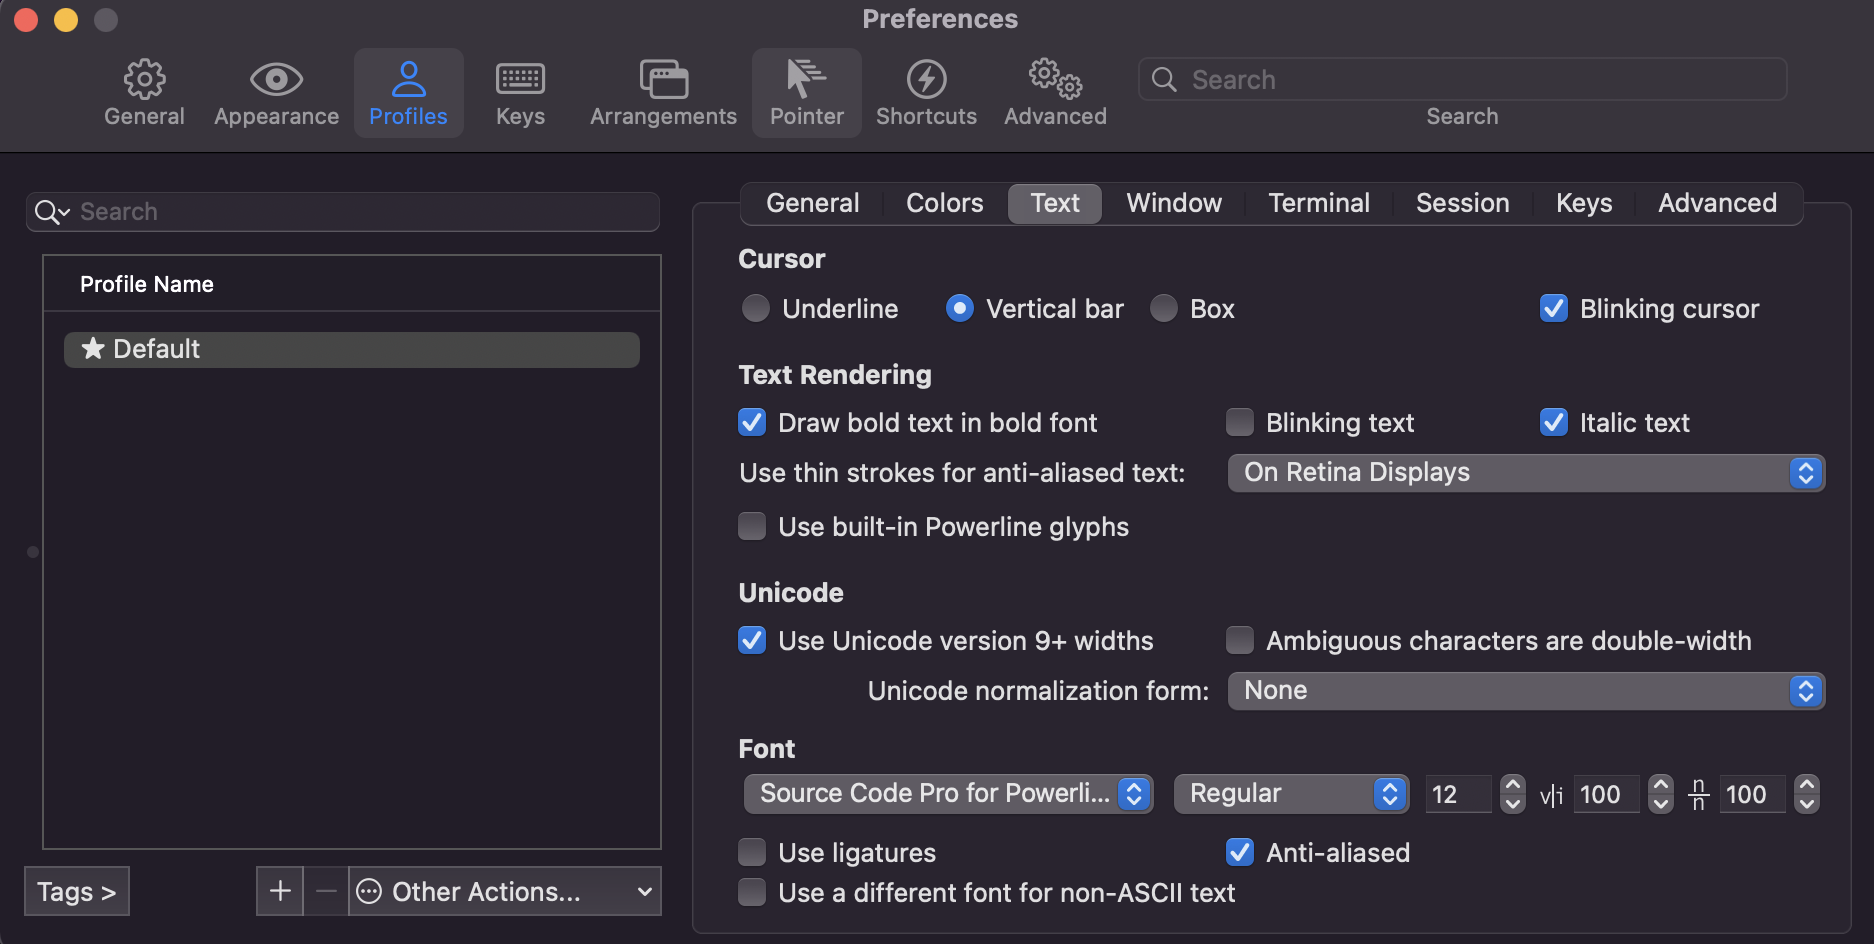 Preferences
General Appearance Profiles Keys Arrangements Pointer Shortcuts Advanced Search
Search
Search
Profile Name
Default
Tags >
Other Actions...
General Colors Text Window Terminal Session Keys Advanced
Cursor
Underline Vertical bar Box Blinking cursor
Text Rendering
Draw bold text in bold font Blinking text Italic text
Use thin strokes for anti-aliased text: On Retina Displays
Use built-in Powerline glyphs
Unicode
Use Unicode version 9+ widths Ambiguous characters are double-width
Unicode normalization form: None
Font
Source Code Pro for Powerli... Regular 12 v|i 100 n/n 100
Use ligatures Anti-aliased
Use a different font for non-ASCII text